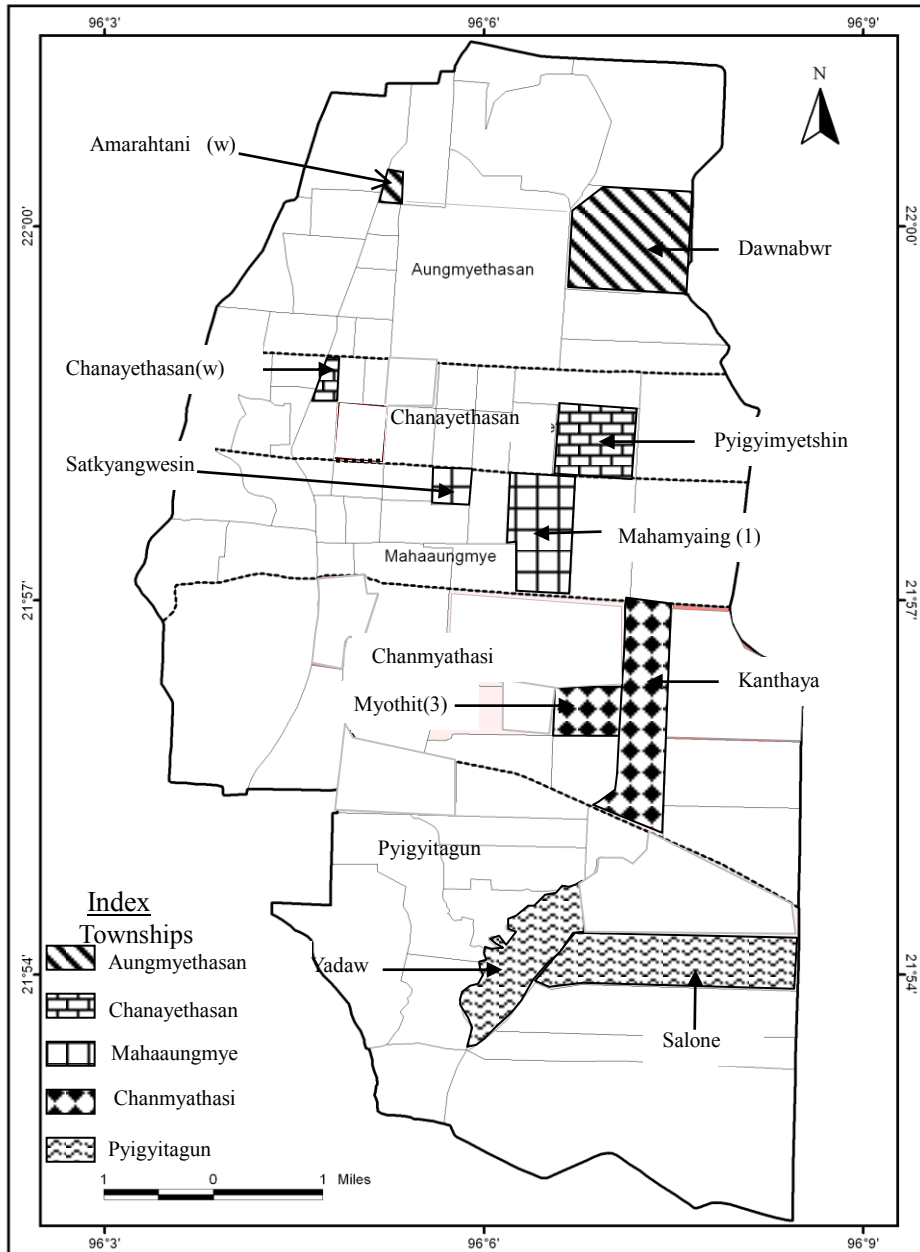 96°3'
96°6'
96°9'
N
Amarahtani (w)
22°00'
22°00'
Dawnabwr
Aungmyethasan
Chanayethasan(w)
Chanayethasan
Pyigyimyetshin
Satkyangwesin
Mahamyaing (1)
Mahaaungmye
21°57'
21°57'
Chanmyathasi
Kanthaya
Myothit(3)
Pyigyitagun
Index
Townships
Aungmyethasan
Yadaw
21°54'
21°54'
Chanayethasan
Salone
Mahaaungmye
Chanmyathasi
Pyigyitagun
1 0 1 Miles
96°3'
96°6'
96°9'